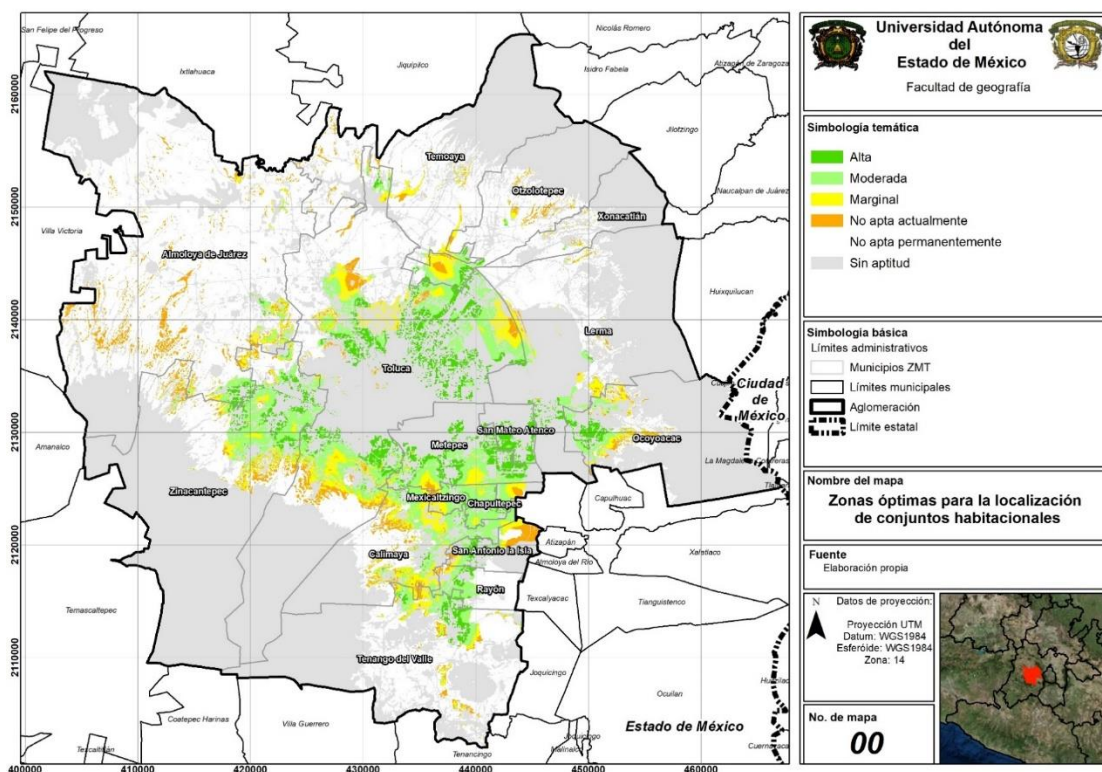 San Felipe del Progreso
Ixtlahuaca
Jiquipilco
Nicolás Romero
Isidro Fabela
Atizapán de Zaragoza
Jilotzingo
Naucalpan de Juárez
Huixquilucan
Villa Victoria
Amanalco
Temascaltepec
Coatepec Harinas
Villa Guerrero
Tenancingo
Joquicingo
Malinalco
Ocuilan
Tianguistenco
Xalatlaco
Texcalyacac
Almoloya del Río
Atizapán
Capulhuac
Joquicingo
Temoaya
Otzolotepec
Xonacatlán
Almoloya de Juárez
Lerma
Toluca
San Mateo Atenco
Metepec
Ocoyoacac
Zinacantepec
Mexicaltzingo
Chapultepec
Calimaya
San Antonio la Isla
Rayón
Tenango del Valle
Ciudad
de
México
Estado de México
2160000
2150000
2140000
2130000
2120000
2110000
2100000
400000
410000
420000
430000
440000
450000
460000
Universidad Autónoma
del
Estado de México
Facultad de geografía
Simbología temática
Alta
Moderada
Marginal
No apta actualmente
No apta permanentemente
Sin aptitud
Simbología básica
Límites administrativos
Municipios ZMT
Límites municipales
Aglomeración
Límite estatal
Nombre del mapa
Zonas óptimas para la localización
de conjuntos habitacionales
Fuente
Elaboración propia
N
Datos de proyección:
Proyección UTM
Datum: WGS1984
Esferóide: WGS1984
Zona: 14
No. de mapa
00